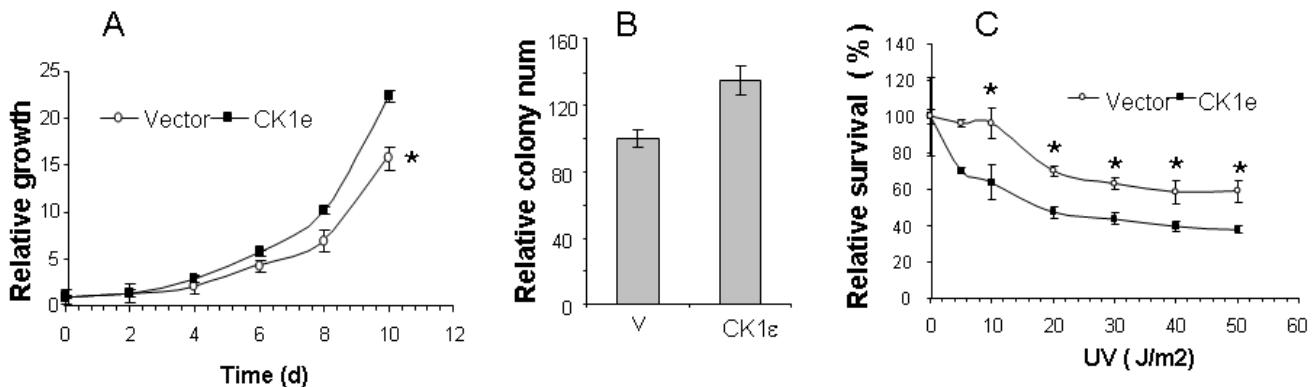 A
Relative growth
25
20
15
10
5
0
Vector
CK1e
*
0 2 4 6 8 10 12
Time (d)
B
Relative colony num
160
120
80
40
0
V CK1ε
C
Relative survival ( %)
140
120
100
80
60
40
20
0
Vector CK1e
* * * * *
0 10 20 30 40 50 60
UV ( J/m2)